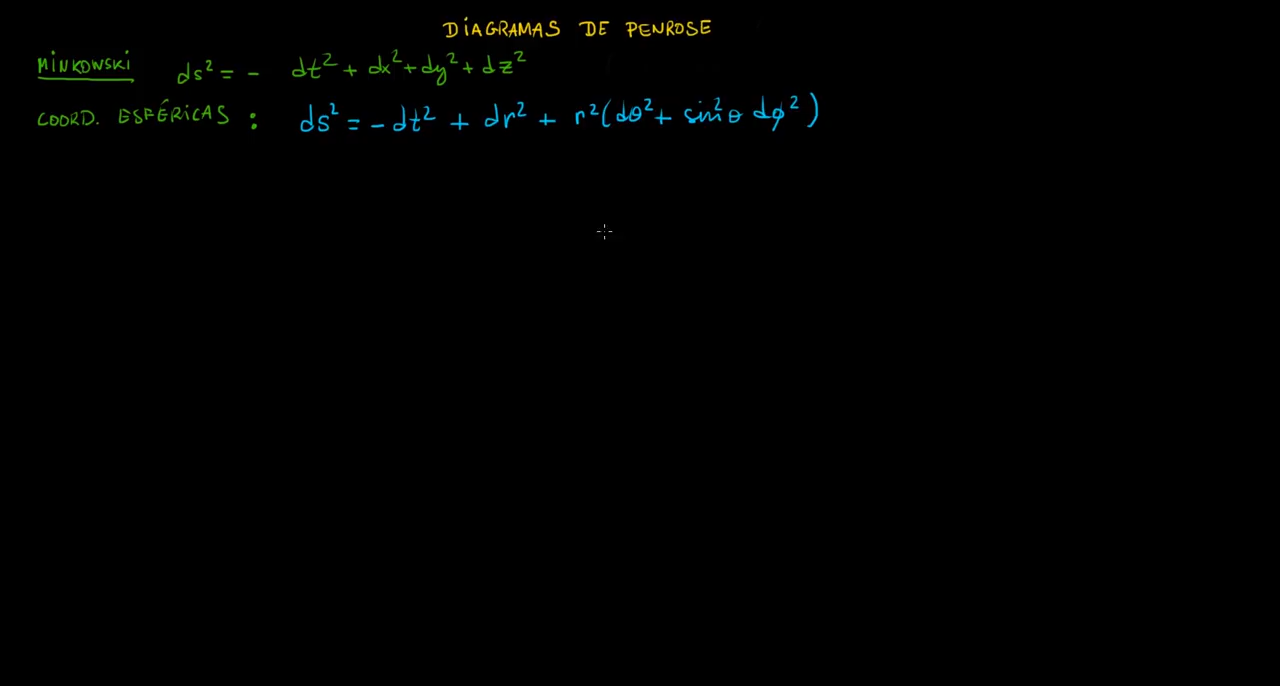 DIAGRAMAS DE PENROSE
MINKOWSKI ds² = - dt² + dx² + dy² + dz²
COORD. ESFÉRICAS : ds² = - dt² + dr² + r² (dθ² + sin²θ dϕ²)